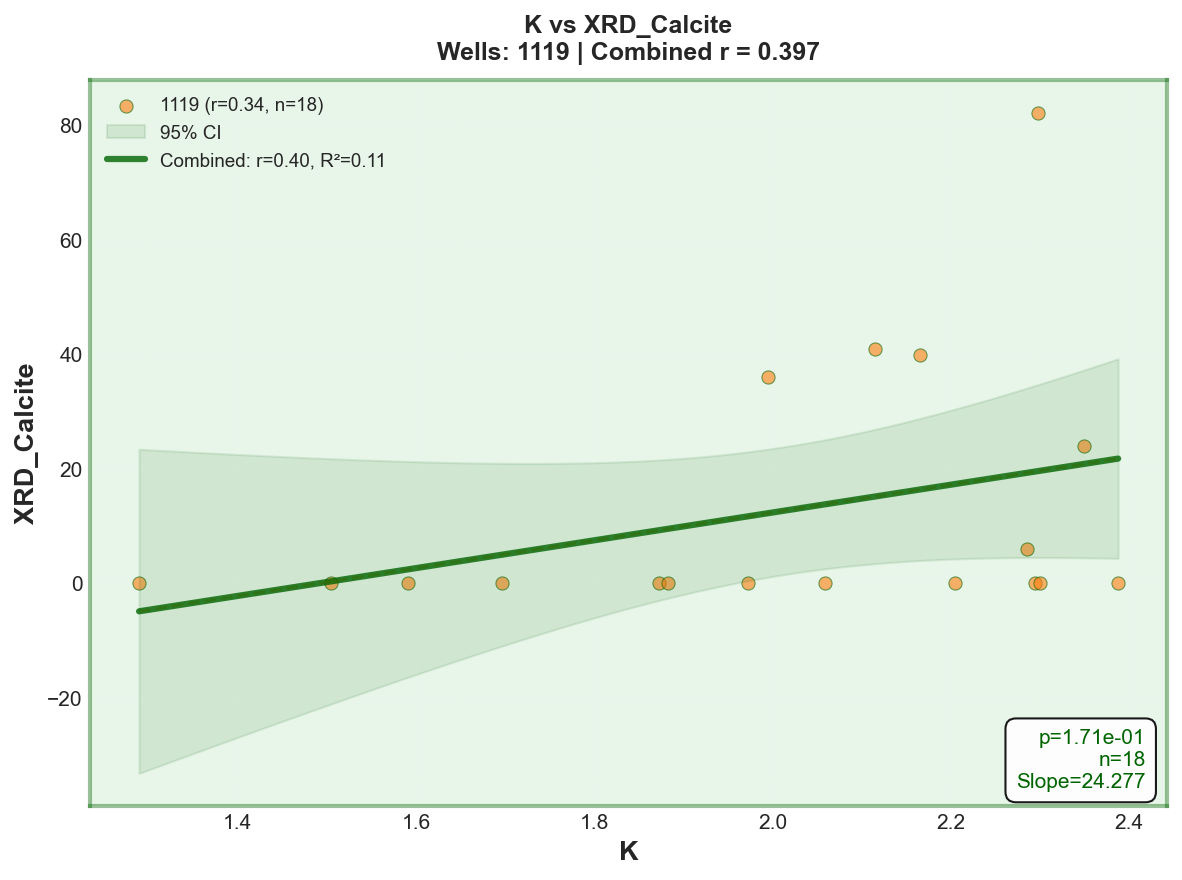 K vs XRD_Calcite
Wells: 1119 | Combined r = 0.397
1119 (r=0.34, n=18)
95% CI
Combined: r=0.40, R²=0.11
80
60
40
20
0
−20
XRD_Calcite
p=1.71e-01
n=18
Slope=24.277
1.4 1.6 1.8 2.0 2.2 2.4
K